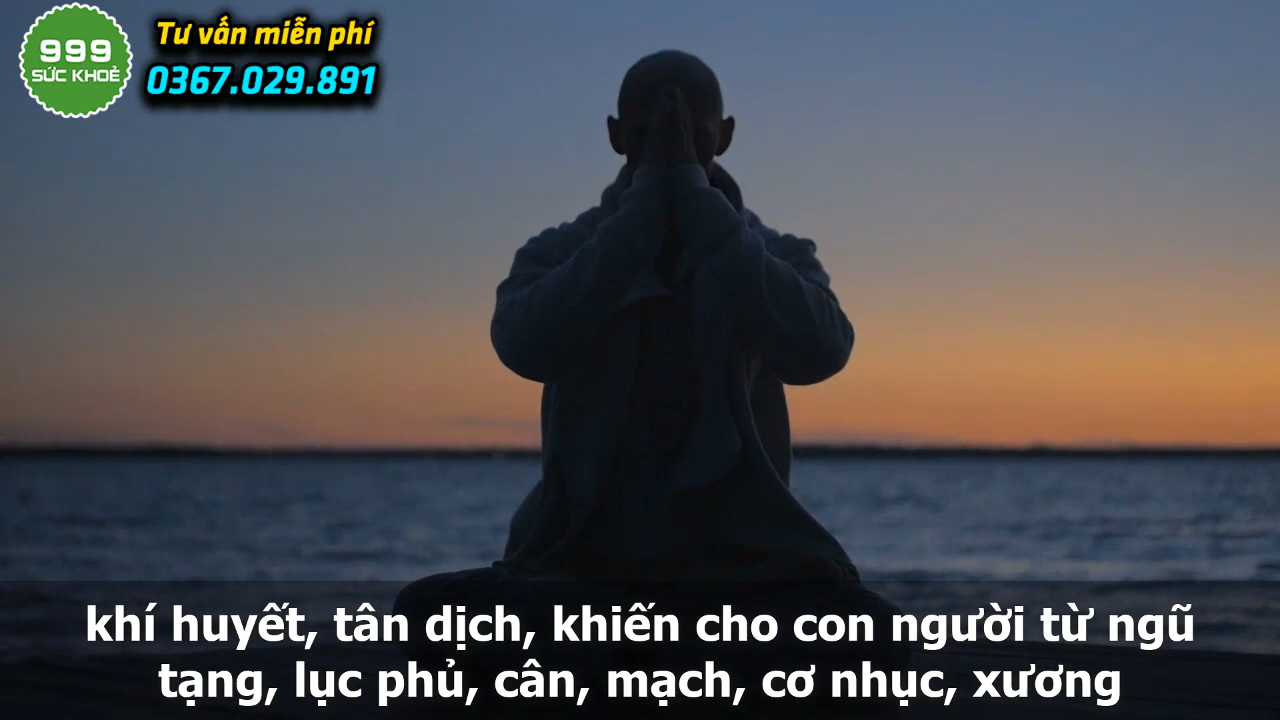 999
SỨC KHOẺ
Tư vấn miễn phí
0367.029.891
khí huyết, tân dịch, khiến cho con người từ ngũ
tạng, lục phủ, cân, mạch, cơ nhục, xương